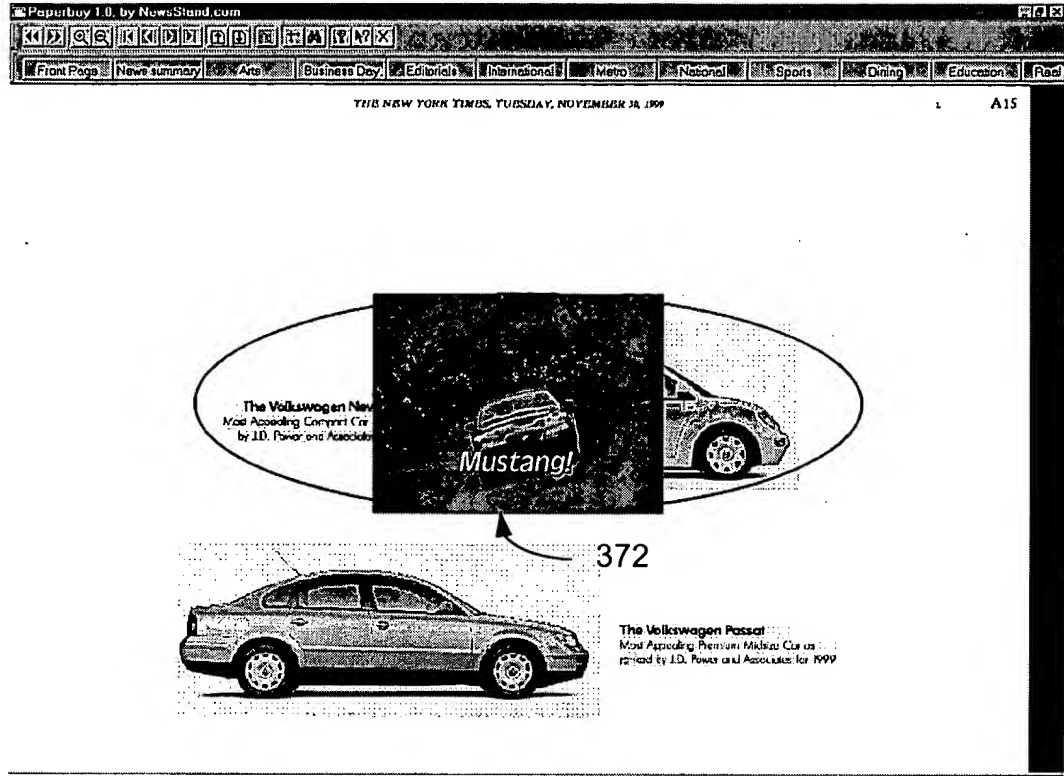 Paperboy 1.0. by NewsStand.com
Front Page News summary Arts Business Day Editorials International Metro National Sports Dining Education Real
THE NEW YORK TIMES, TUESDAY, NOVEMBER 30, 1999 A15
The Volkswagen New
Most Appealing Compact Car
by J.D. Power and Associates
Mustang!
372
The Volkswagen Passat
Most Appealing Premium Midsize Car as
ranked by J.D. Power and Associates for 1999